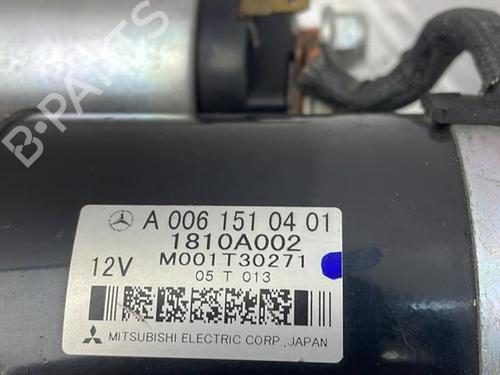 B-PARTS
A 006 151 04 01
1810A002
12V M001T30271
05 T 013
MITSUBISHI ELECTRIC CORP., JAPAN